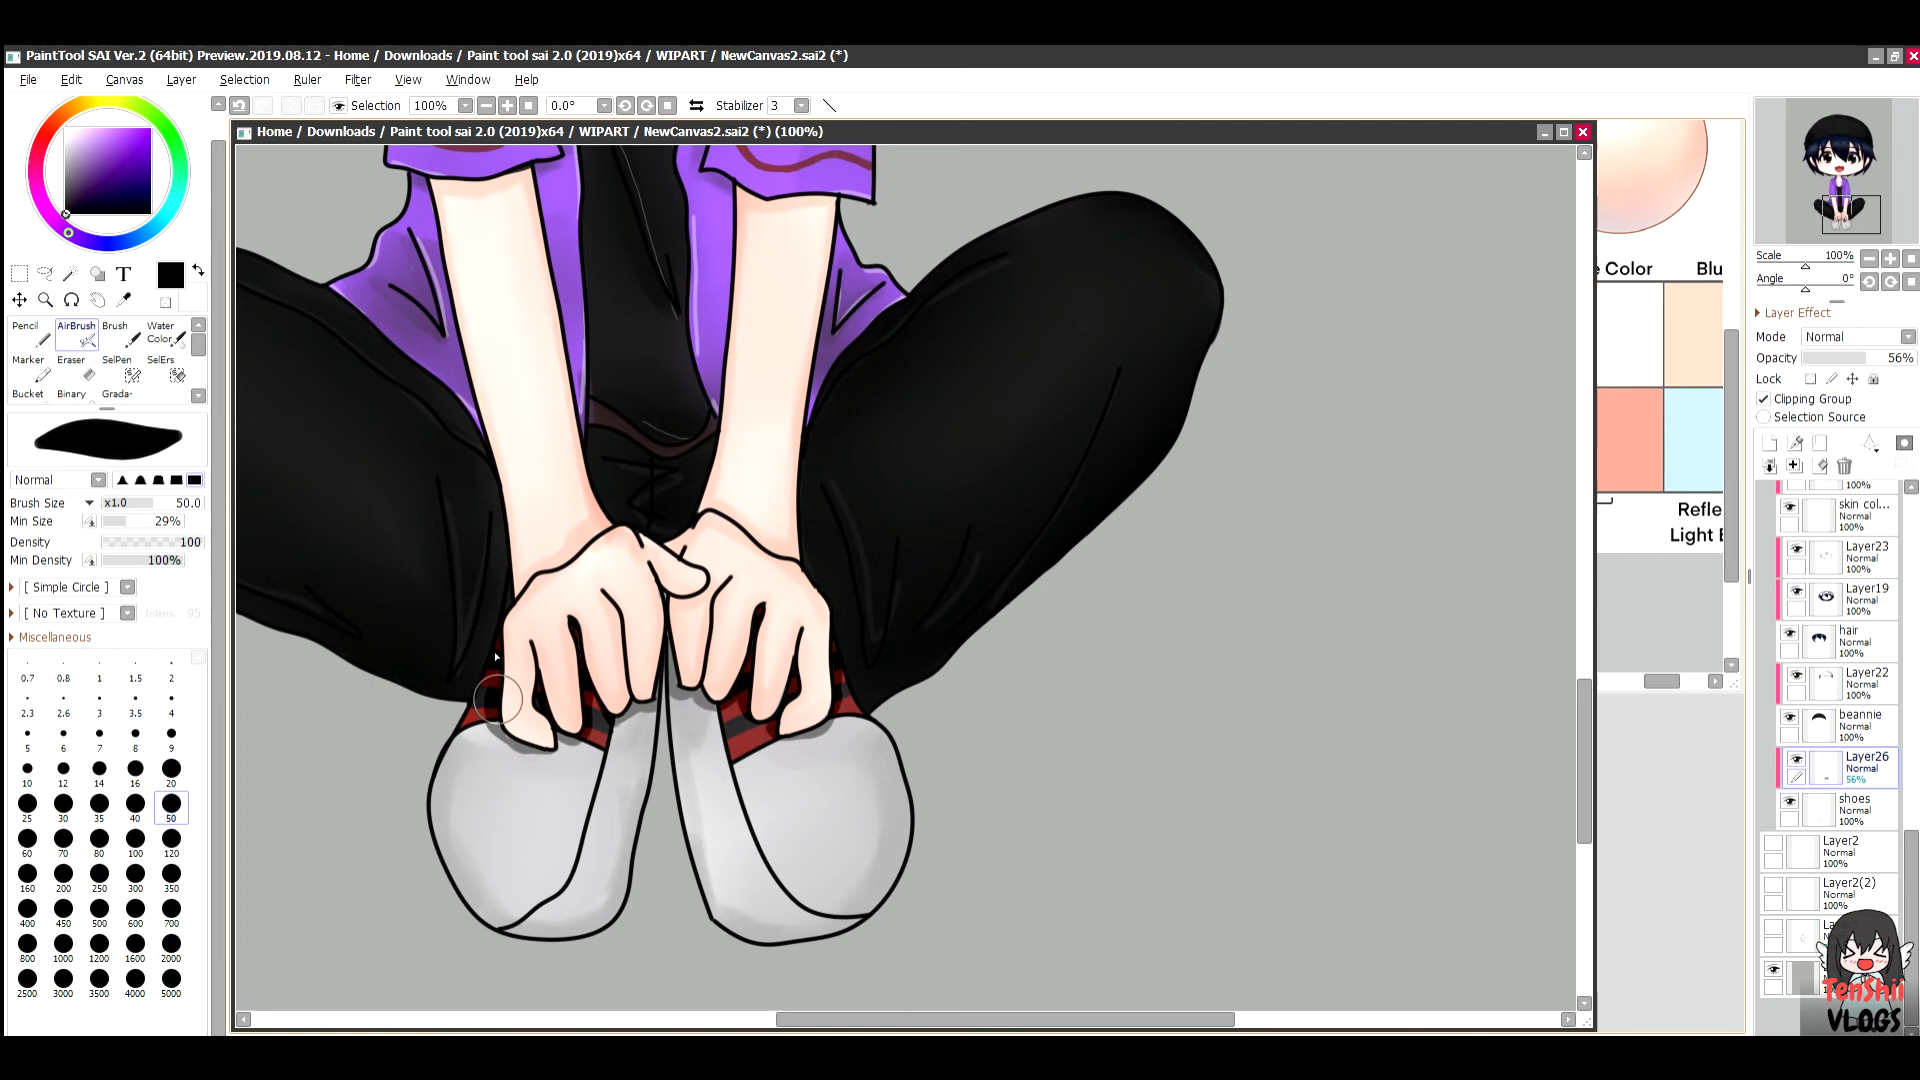 PaintTool SAI Ver.2 (64bit) Preview.2019.08.12 - Home / Downloads / Paint tool sai 2.0 (2019)x64 / WIPART / NewCanvas2.sai2 (*)
File Edit Canvas Layer Selection Ruler Filter View Window Help
Selection 100% 0.0° Stabilizer 3
Home / Downloads / Paint tool sai 2.0 (2019)x64 / WIPART / NewCanvas2.sai2 (*) (100%)
T
Pencil AirBrush Brush Water Color
Marker Eraser SelPen SelErs
Bucket Binary Grada-
Normal
Brush Size x1.0 50.0
Min Size 29%
Density 100
Min Density 100%
[ Simple Circle ]
[ No Texture ] Intens. 95
Miscellaneous
0.7 0.8 1 1.5 2
2.3 2.6 3 3.5 4
5 6 7 8 9
10 12 14 16 20
25 30 35 40 50
60 70 80 100 120
160 200 250 300 350
400 450 500 600 700
800 1000 1200 1600 2000
2500 3000 3500 4000 5000
e Color Blu
Refle
Light
Scale 100%
Angle 0°
Layer Effect
Mode Normal
Opacity 56%
Lock
Clipping Group
Selection Source
100%
skin col...
Normal
100%
Layer23
Normal
100%
Layer19
Normal
100%
hair
Normal
100%
Layer22
Normal
100%
beannie
Normal
100%
Layer26
Normal
56%
shoes
Normal
100%
Layer2
Normal
100%
Layer2(2)
Normal
100%
TenShii
VLOGS